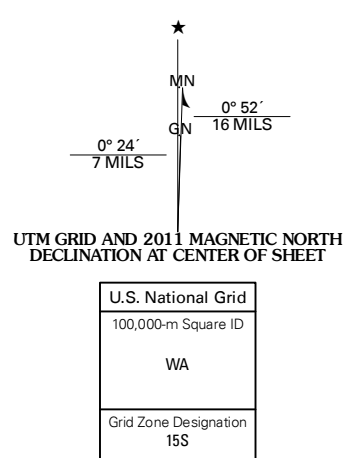 MN
0° 52´
16 MILS
GN
0° 24´
7 MILS
UTM GRID AND 2011 MAGNETIC NORTH
DECLINATION AT CENTER OF SHEET
U.S. National Grid
100,000-m Square ID
WA
Grid Zone Designation
15S